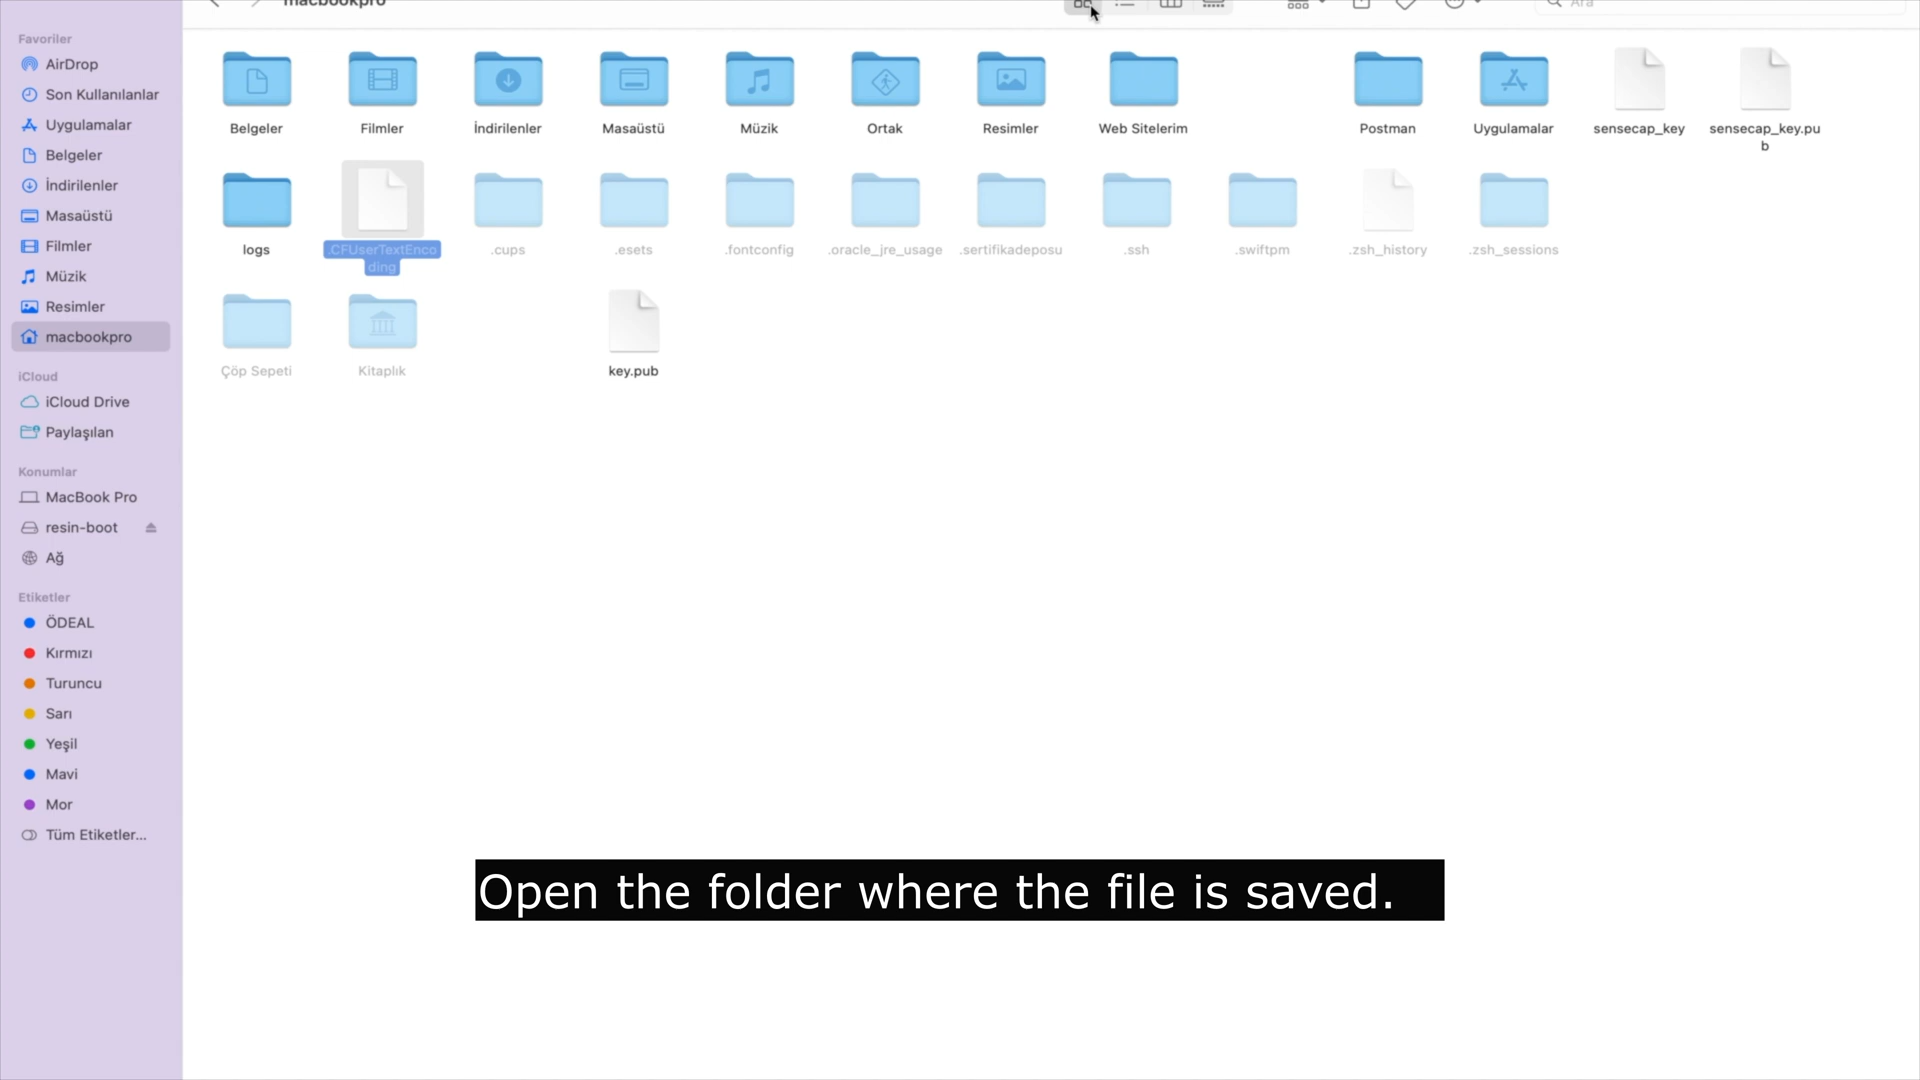 macbookpro
Ara
Favoriler
AirDrop
Son Kullanılanlar
Uygulamalar
Belgeler
İndirilenler
Masaüstü
Filmler
Müzik
Resimler
macbookpro
iCloud
iCloud Drive
Paylaşılan
Konumlar
MacBook Pro
resin-boot
Ağ
Etiketler
ÖDEAL
Kırmızı
Turuncu
Sarı
Yeşil
Mavi
Mor
Tüm Etiketler...
Belgeler
Filmler
İndirilenler
Masaüstü
Müzik
Ortak
Resimler
Web Sitelerim
Postman
Uygulamalar
sensecap_key
sensecap_key.pu
b
logs
.CFUserTextEnco
ding
.cups
.esets
.fontconfig
.oracle_jre_usage
.sertifikadeposu
.ssh
.swiftpm
.zsh_history
.zsh_sessions
Çöp Sepeti
Kitaplık
key.pub
Open the folder where the file is saved.